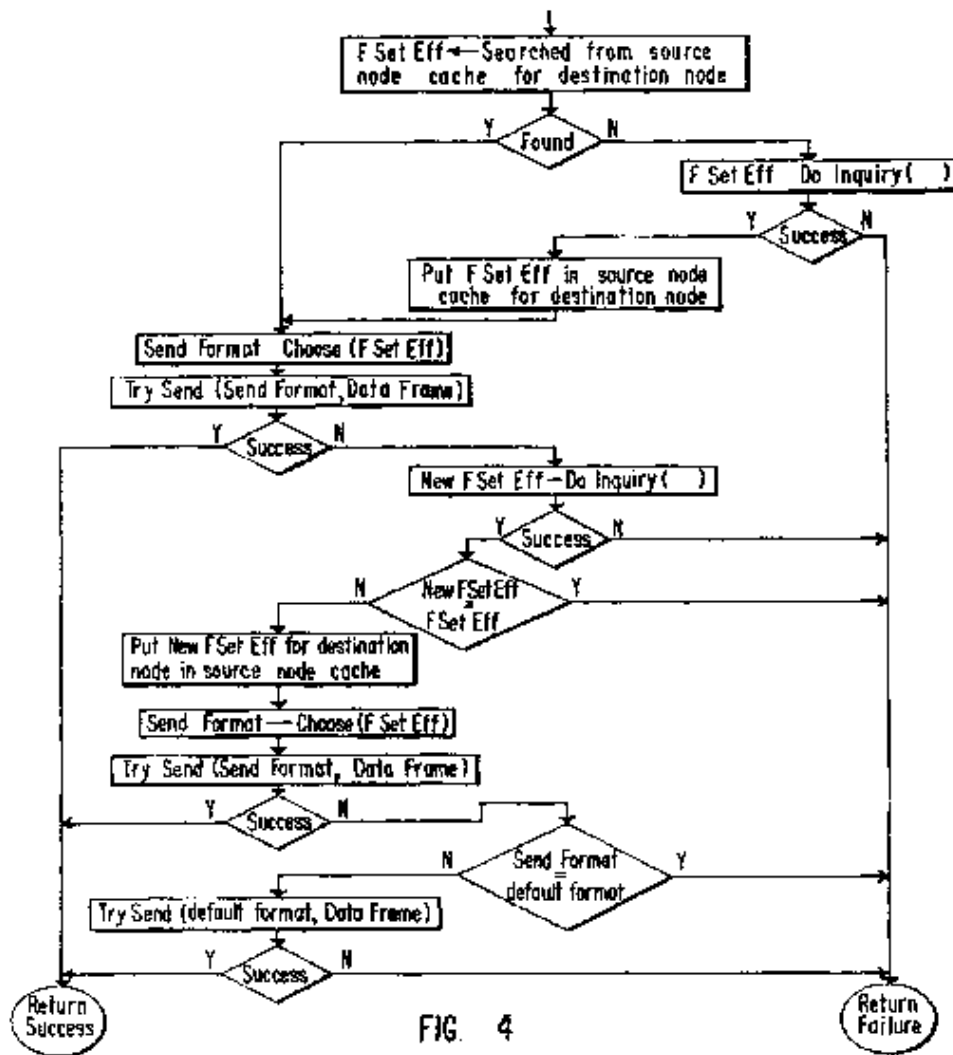 F Set Eff ← Searched from source
node cache for destination node
Y
Found
N
F Set Eff Do Inquiry( )
Y
Success
N
Put F Set Eff in source node
cache for destination node
Send Format Choose (F Set Eff)
Try Send (Send Format, Data Frame)
Y
Success
N
New F Set Eff – Do Inquiry( )
Y
Success
N
N
New F Set Eff
=
F Set Eff
Y
Put New F Set Eff for destination
node in source node cache
Send Format — Choose (F Set Eff)
Try Send (Send Format, Data Frame)
Y
Success
N
N
Send Format
=
default format
Y
Try Send (default format, Data Frame)
Y
Success
N
Return
Success
Return
Failure
FIG. 4